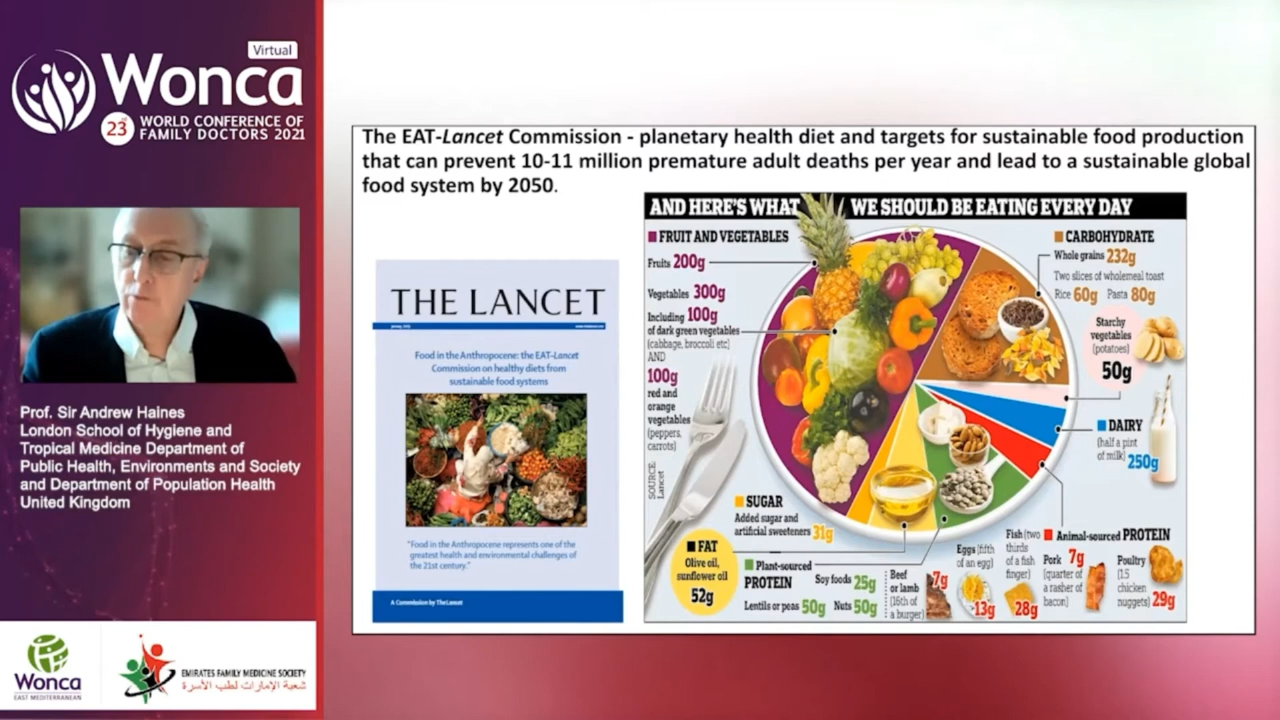 Virtual
Wonca
23rd WORLD CONFERENCE OF
FAMILY DOCTORS 2021
Prof. Sir Andrew Haines
London School of Hygiene and
Tropical Medicine Department of
Public Health, Environments and Society
and Department of Population Health
United Kingdom
Wonca
EAST MEDITERRANEAN
EMIRATES FAMILY MEDICINE SOCIETY
شعبة الإمارات لطب الأسرة
The EAT-Lancet Commission - planetary health diet and targets for sustainable food production
that can prevent 10-11 million premature adult deaths per year and lead to a sustainable global
food system by 2050.
THE LANCET
Food in the Anthropocene: the EAT-Lancet
Commission on healthy diets from
sustainable food systems
"Food in the Anthropocene represents one of the
greatest health and environmental challenges of
the 21st century."
A Commission by The Lancet
AND HERE'S WHAT WE SHOULD BE EATING EVERY DAY
FRUIT AND VEGETABLES
Fruits 200g
Vegetables 300g
Including 100g
of dark green vegetables
(cabbage, broccoli etc)
AND
100g
red and
orange
vegetables
(peppers,
carrots)
SOURCE:
Lancet
CARBOHYDRATE
Whole grains 232g
Two slices of wholemeal toast
Rice 60g Pasta 80g
Starchy
vegetables
(potatoes)
50g
DAIRY
(half a pint
of milk) 250g
SUGAR
Added sugar and
artificial sweeteners 31g
FAT
Olive oil,
sunflower oil
52g
Plant-sourced
PROTEIN
Soy foods 25g
Lentils or peas 50g Nuts 50g
Animal-sourced PROTEIN
Beef
or lamb
(16th of
a burger)
7g
Eggs (fifth
of an egg)
13g
Fish (two
thirds
of a fish
finger)
28g
Pork 7g
(quarter of
a rasher of
bacon)
Poultry
(1.5
chicken
nuggets) 29g